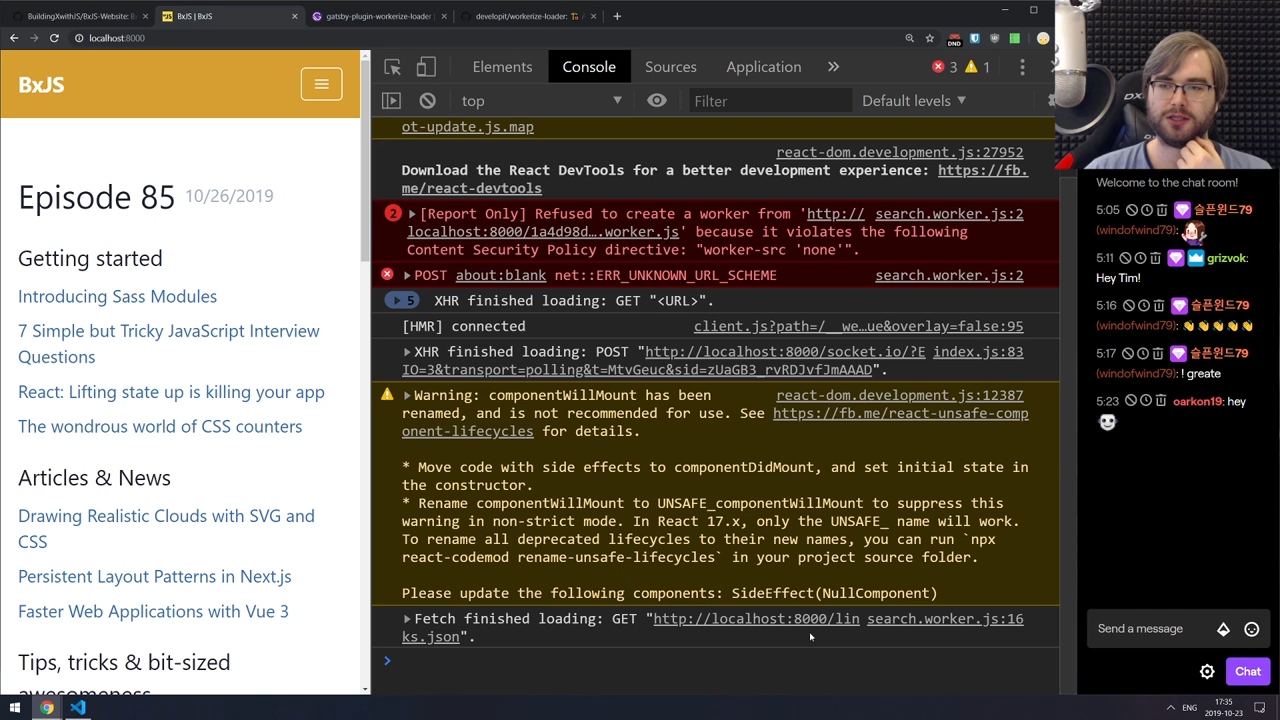 BuildingXwithJS/BxJS-Website: B
BxJS | BxJS
gatsby-plugin-workerize-loader |
developit/workerize-loader:
localhost:8000
DND
BxJS
Episode 85 10/26/2019
Getting started
Introducing Sass Modules
7 Simple but Tricky JavaScript Interview
Questions
React: Lifting state up is killing your app
The wondrous world of CSS counters
Articles & News
Drawing Realistic Clouds with SVG and
CSS
Persistent Layout Patterns in Next.js
Faster Web Applications with Vue 3
Tips, tricks & bit-sized
awesomeness
Elements Console Sources Application » 3 1
top Filter Default levels
ot-update.js.map
react-dom.development.js:27952
Download the React DevTools for a better development experience: https://fb.
me/react-devtools
2 [Report Only] Refused to create a worker from 'http:// search.worker.js:2
localhost:8000/1a4d98d….worker.js' because it violates the following
Content Security Policy directive: "worker-src 'none'".
POST about:blank net::ERR_UNKNOWN_URL_SCHEME search.worker.js:2
5 XHR finished loading: GET "<URL>".
[HMR] connected client.js?path=/__we…ue&overlay=false:95
XHR finished loading: POST "http://localhost:8000/socket.io/?E index.js:83
IO=3&transport=polling&t=MtvGeuc&sid=zUaGB3_rvRDJvfJmAAAD".
Warning: componentWillMount has been react-dom.development.js:12387
renamed, and is not recommended for use. See https://fb.me/react-unsafe-comp
onent-lifecycles for details.
* Move code with side effects to componentDidMount, and set initial state in
the constructor.
* Rename componentWillMount to UNSAFE_componentWillMount to suppress this
warning in non-strict mode. In React 17.x, only the UNSAFE_ name will work.
To rename all deprecated lifecycles to their new names, you can run `npx
react-codemod rename-unsafe-lifecycles` in your project source folder.
Please update the following components: SideEffect(NullComponent)
Fetch finished loading: GET "http://localhost:8000/lin search.worker.js:16
ks.json".
Welcome to the chat room!
5:05 슬픈윈드79
(windofwind79):
5:11 grizvok:
Hey Tim!
5:16 슬픈윈드79
(windofwind79): 👏👏👏👏👏
5:17 슬픈윈드79
(windofwind79): ! greate
5:23 oarkon19: hey
Send a message
Chat
ENG 17:35
2019-10-23